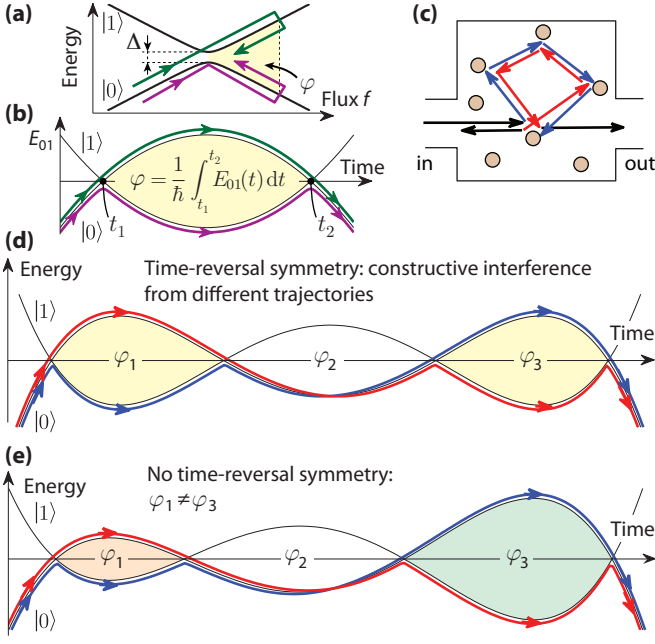 (a)
|1⟩
Δ
|0⟩
Energy
φ
Flux f
(b)
E₀₁
|1⟩
Time
φ = 1/ħ ∫_{t₁}^{t₂} E₀₁(t) dt
|0⟩
t₁
t₂
(c)
in
out
(d)
Energy
Time-reversal symmetry: constructive interference
from different trajectories
|1⟩
Time
φ₁
φ₂
φ₃
|0⟩
(e)
Energy
No time-reversal symmetry:
φ₁≠φ₃
|1⟩
Time
φ₁
φ₂
φ₃
|0⟩